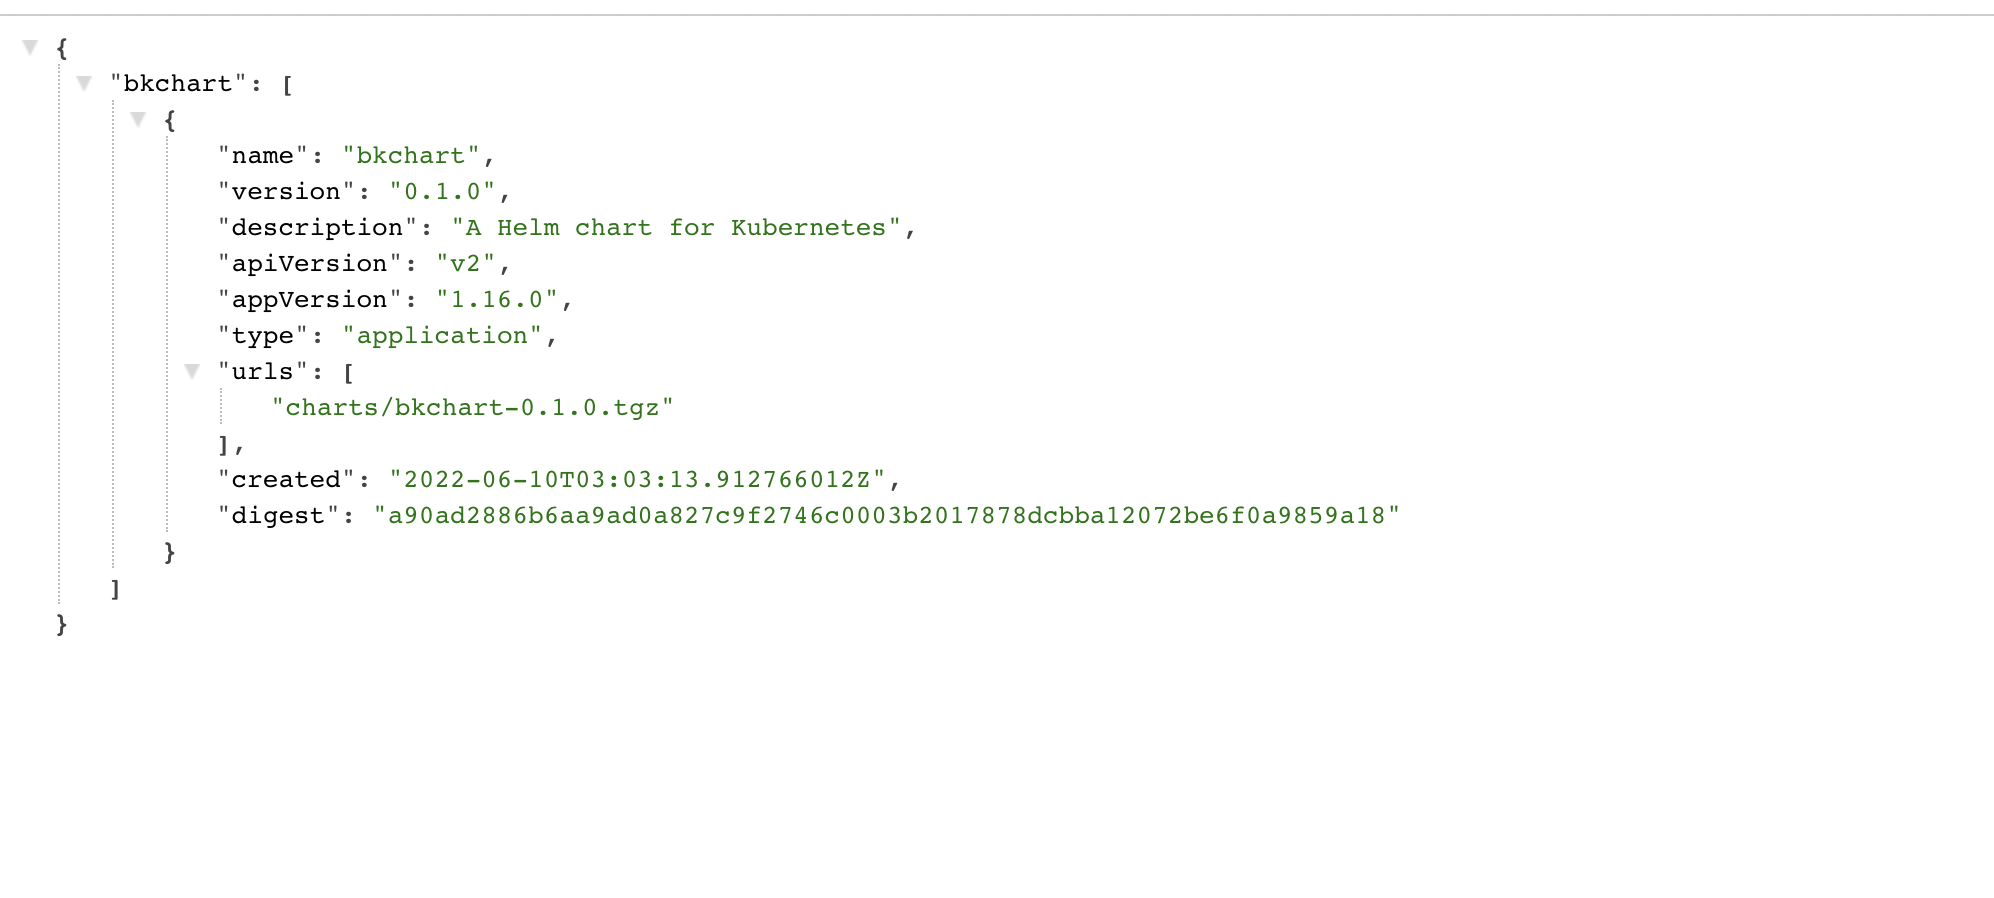 {
"bkchart": [
{
"name": "bkchart",
"version": "0.1.0",
"description": "A Helm chart for Kubernetes",
"apiVersion": "v2",
"appVersion": "1.16.0",
"type": "application",
"urls": [
"charts/bkchart-0.1.0.tgz"
],
"created": "2022-06-10T03:03:13.912766012Z",
"digest": "a90ad2886b6aa9ad0a827c9f2746c0003b2017878dcbba12072be6f0a9859a18"
}
]
}